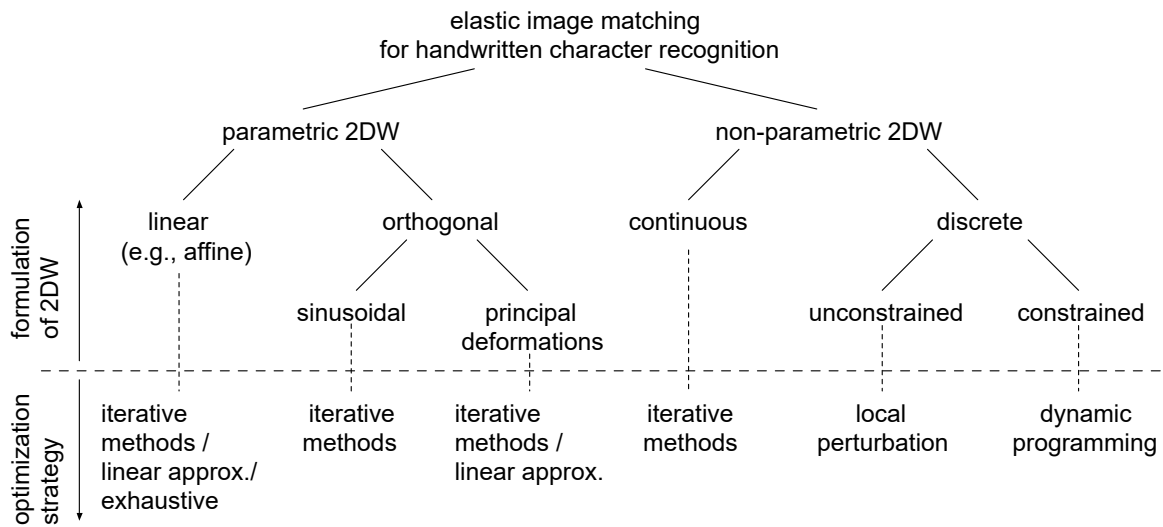 elastic image matching
for handwritten character recognition
parametric 2DW
non-parametric 2DW
linear
(e.g., affine)
orthogonal
continuous
discrete
sinusoidal
principal
deformations
unconstrained
constrained
formulation
of 2DW
optimization
strategy
iterative
methods /
linear approx./
exhaustive
iterative
methods
iterative
methods /
linear approx.
iterative
methods
local
perturbation
dynamic
programming